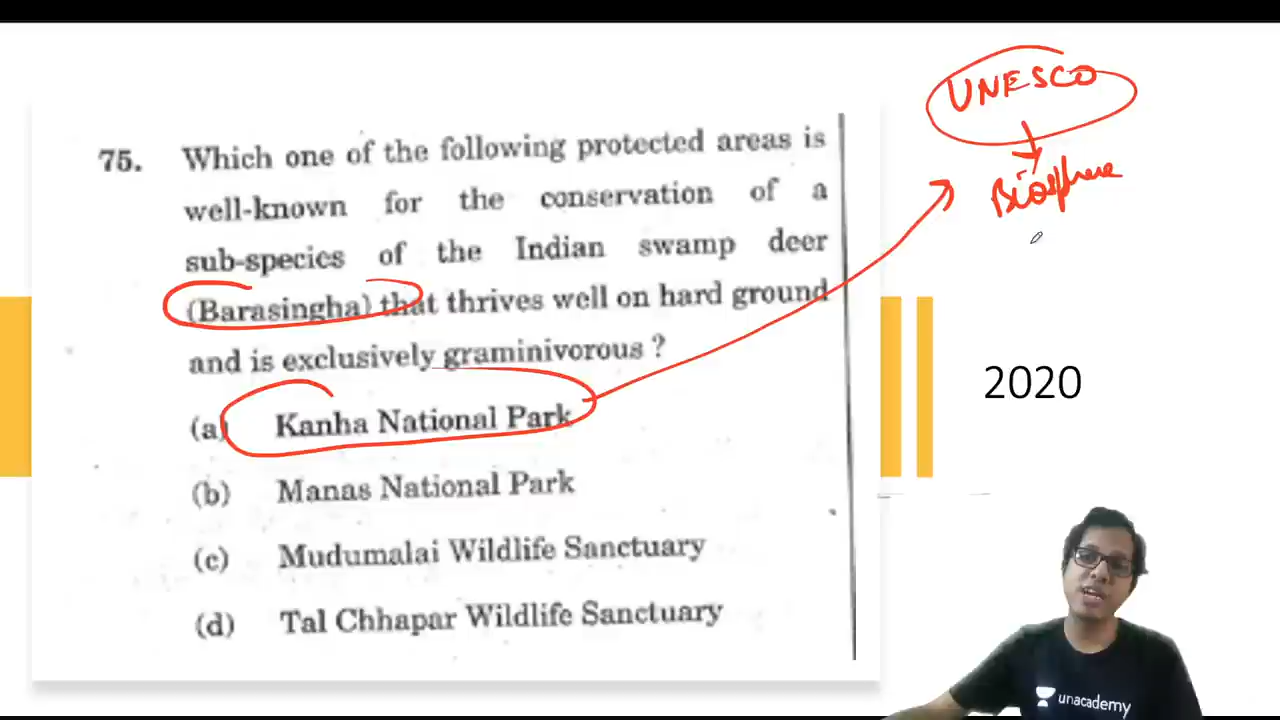 UNESCO
Biosphere
75. Which one of the following protected areas is
well-known for the conservation of a
sub-species of the Indian swamp deer
(Barasingha) that thrives well on hard ground
and is exclusively graminivorous ?
(a) Kanha National Park
(b) Manas National Park
(c) Mudumalai Wildlife Sanctuary
(d) Tal Chhapar Wildlife Sanctuary
2020
unacademy